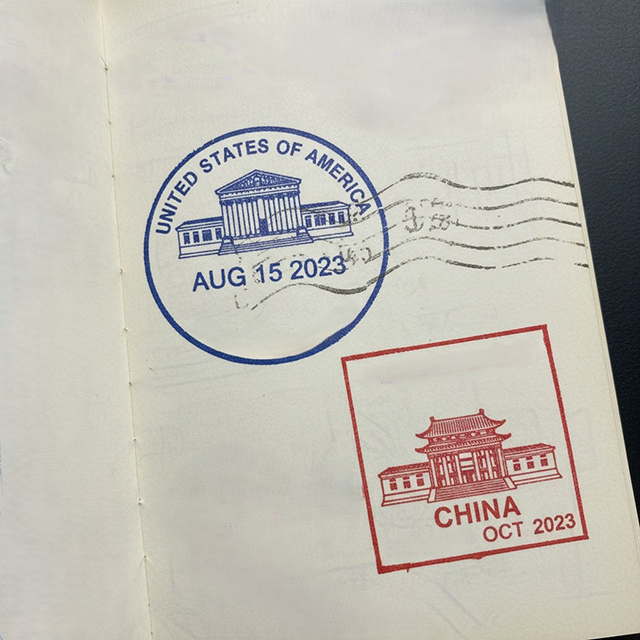 UNITED STATES OF AMERICA
AUG 15 2023
CHINA
OCT 2023